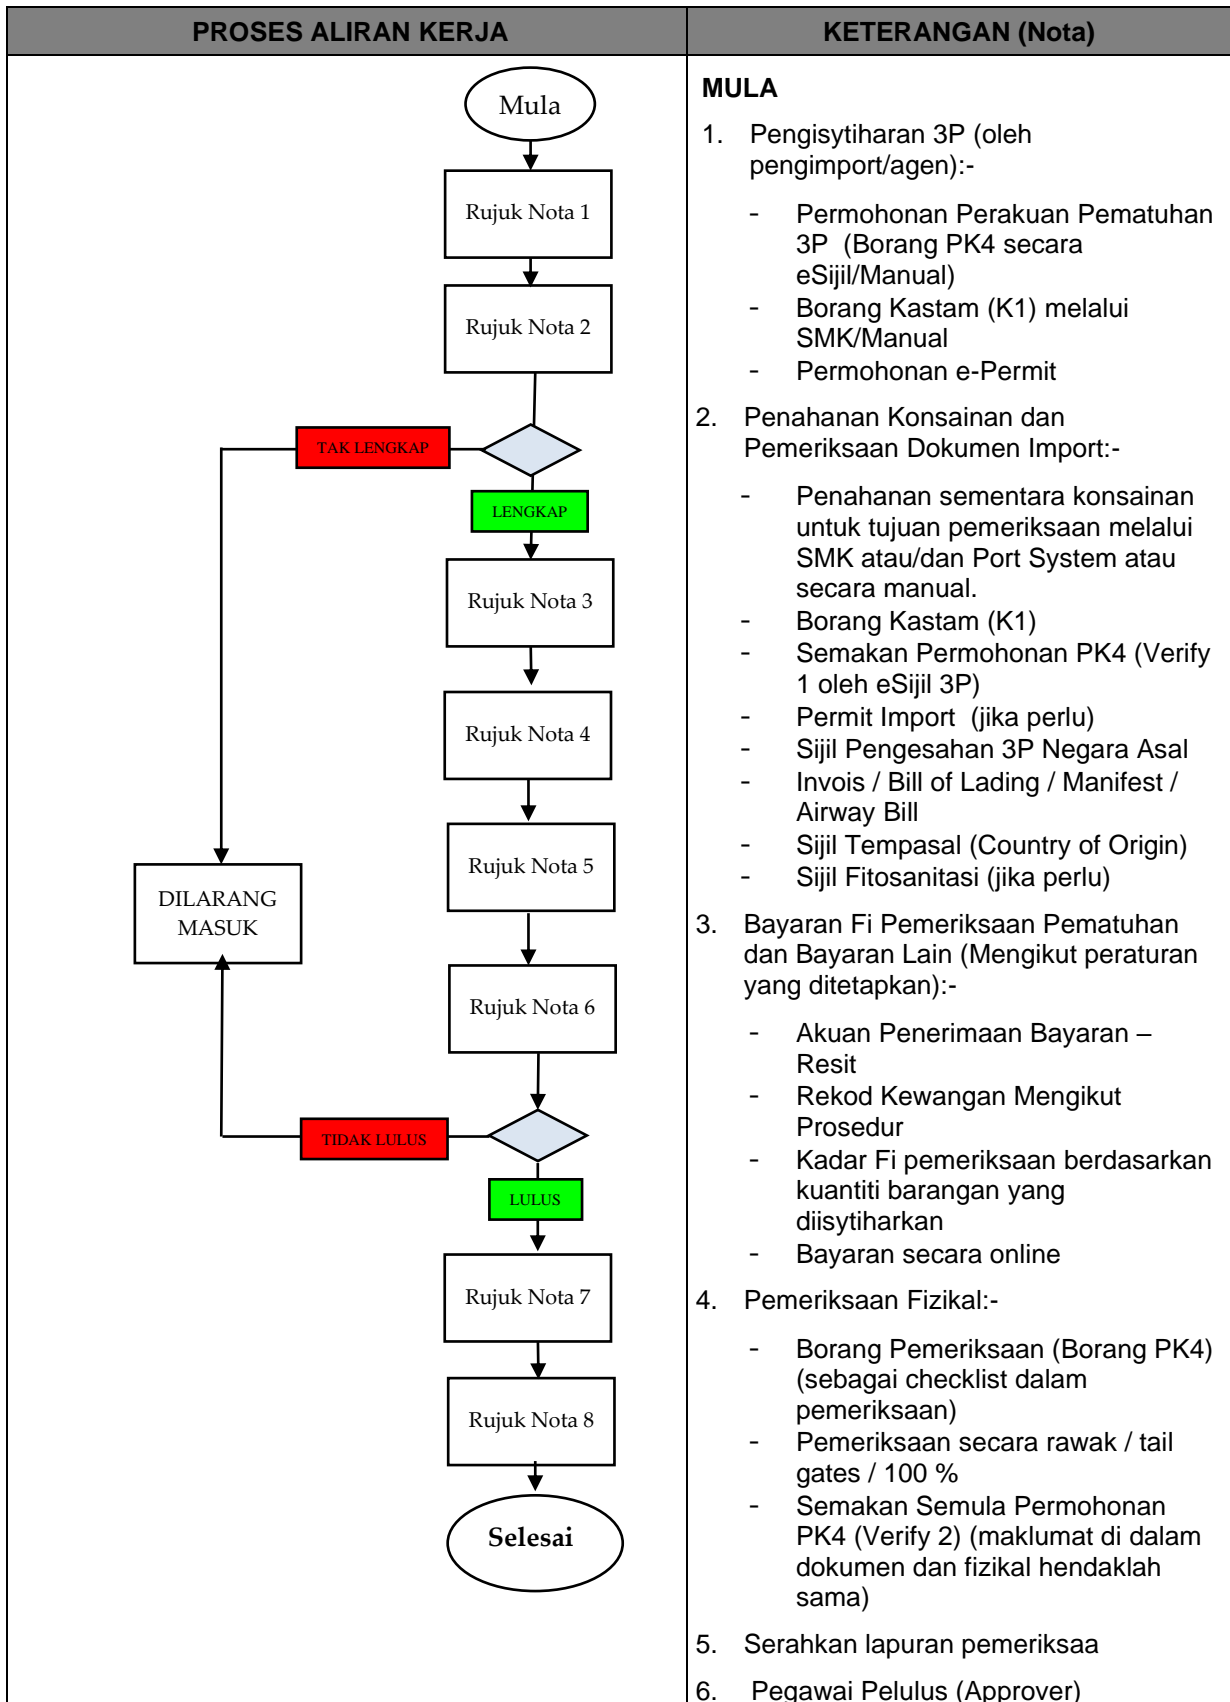 PROSES ALIRAN KERJA
KETERANGAN (Nota)
Mula
Rujuk Nota 1
Rujuk Nota 2
TAK LENGKAP
LENGKAP
Rujuk Nota 3
Rujuk Nota 4
Rujuk Nota 5
DILARANG
MASUK
Rujuk Nota 6
TIDAK LULUS
LULUS
Rujuk Nota 7
Rujuk Nota 8
Selesai
MULA
1. Pengisytiharan 3P (oleh
pengimport/agen):-
- Permohonan Perakuan Pematuhan
3P (Borang PK4 secara
eSijil/Manual)
- Borang Kastam (K1) melalui
SMK/Manual
- Permohonan e-Permit
2. Penahanan Konsainan dan
Pemeriksaan Dokumen Import:-
- Penahanan sementara konsainan
untuk tujuan pemeriksaan melalui
SMK atau/dan Port System atau
secara manual.
- Borang Kastam (K1)
- Semakan Permohonan PK4 (Verify
1 oleh eSijil 3P)
- Permit Import (jika perlu)
- Sijil Pengesahan 3P Negara Asal
- Invois / Bill of Lading / Manifest /
Airway Bill
- Sijil Tempasal (Country of Origin)
- Sijil Fitosanitasi (jika perlu)
3. Bayaran Fi Pemeriksaan Pematuhan
dan Bayaran Lain (Mengikut peraturan
yang ditetapkan):-
- Akuan Penerimaan Bayaran –
Resit
- Rekod Kewangan Mengikut
Prosedur
- Kadar Fi pemeriksaan berdasarkan
kuantiti barangan yang
diisytiharkan
- Bayaran secara online
4. Pemeriksaan Fizikal:-
- Borang Pemeriksaan (Borang PK4)
(sebagai checklist dalam
pemeriksaan)
- Pemeriksaan secara rawak / tail
gates / 100 %
- Semakan Semula Permohonan
PK4 (Verify 2) (maklumat di dalam
dokumen dan fizikal hendaklah
sama)
5. Serahkan lapuran pemeriksaa
6. Pegawai Pelulus (Approver)